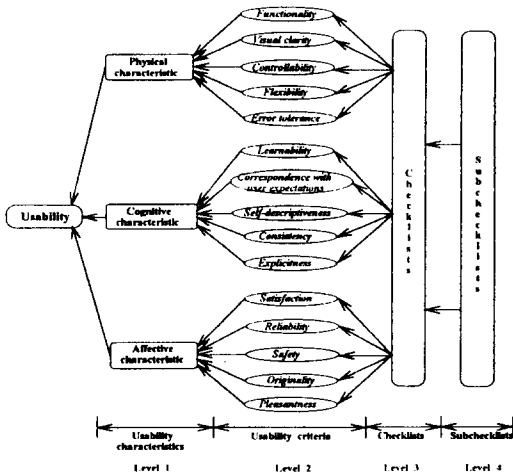 Functionality
Visual clarity
Physical
characteristic
Controllability
Flexibility
Error tolerance
Learnability
Correspondence with
user expectations
Usability
Cognitive
characteristic
Self-descriptiveness
Consistency
Explicitness
Satisfaction
Reliability
Affective
characteristic
Safety
Originality
Pleasantness
Checklists
Subchecklists
Usability
characteristics
Usability criteria
Checklists
Subchecklists
Level 1
Level 2
Level 3
Level 4